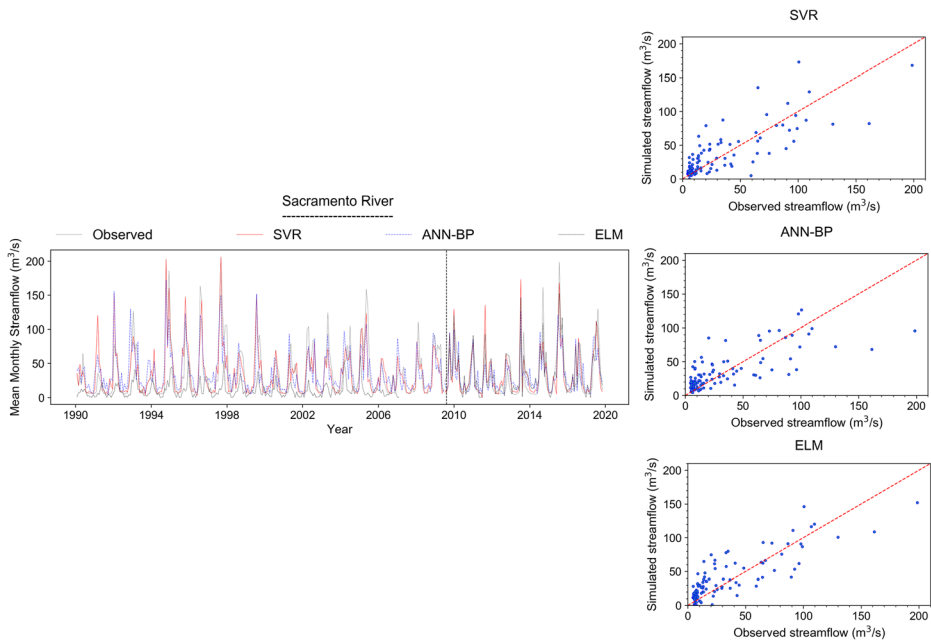 SVR
Simulated streamflow (m³/s)
200
150
100
50
0
0 50 100 150 200
Observed streamflow (m³/s)
Sacramento River
Observed SVR ANN-BP ELM
Mean Monthly Streamflow (m³/s)
200
150
100
50
0
1990 1994 1998 2002 2006 2010 2014 2020
Year
ANN-BP
Simulated streamflow (m³/s)
200
150
100
50
0
0 50 100 150 200
Observed streamflow (m³/s)
ELM
Simulated streamflow (m³/s)
200
150
100
50
0
0 50 100 150 200
Observed streamflow (m³/s)